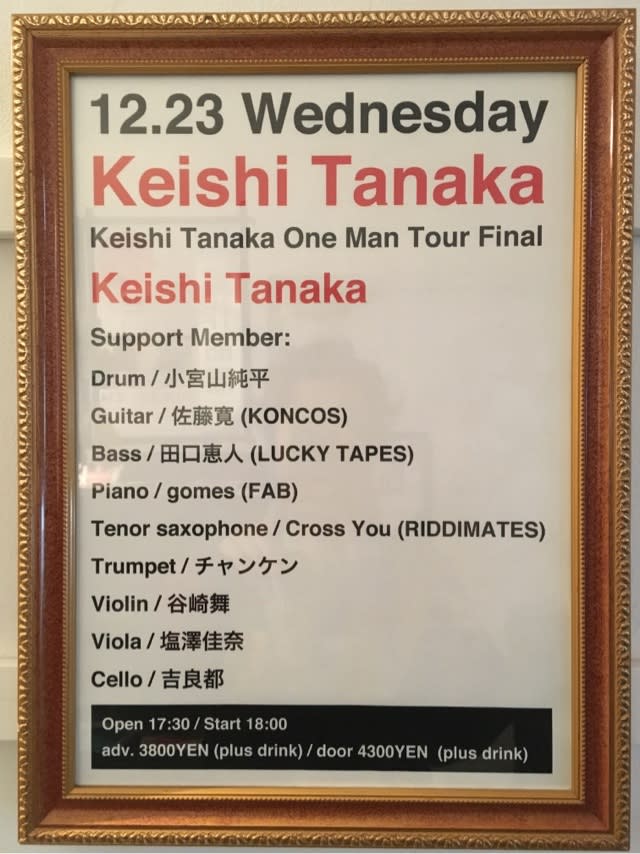 12.23 Wednesday
Keishi Tanaka
Keishi Tanaka One Man Tour Final
Keishi Tanaka
Support Member:
Drum / 小宮山純平
Guitar / 佐藤寛 (KONCOS)
Bass / 田口恵人 (LUCKY TAPES)
Piano / gomes (FAB)
Tenor saxophone / Cross You (RIDDIMATES)
Trumpet / チャンケン
Violin / 谷崎舞
Viola / 塩澤佳奈
Cello / 吉良都
Open 17:30 / Start 18:00
adv. 3800YEN (plus drink) / door 4300YEN (plus drink)